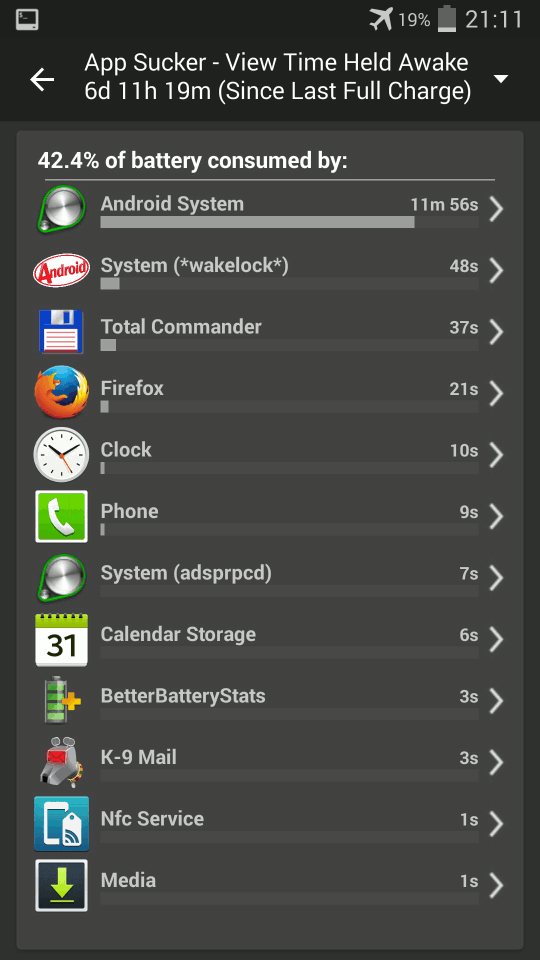 19%
21:11
App Sucker - View Time Held Awake
6d 11h 19m (Since Last Full Charge)
42.4% of battery consumed by:
Android System 11m 56s
Android
System (*wakelock*) 48s
Total Commander 37s
Firefox 21s
Clock 10s
Phone 9s
System (adsprpcd) 7s
31
Calendar Storage 6s
BetterBatteryStats 3s
K-9 Mail 3s
Nfc Service 1s
Media 1s